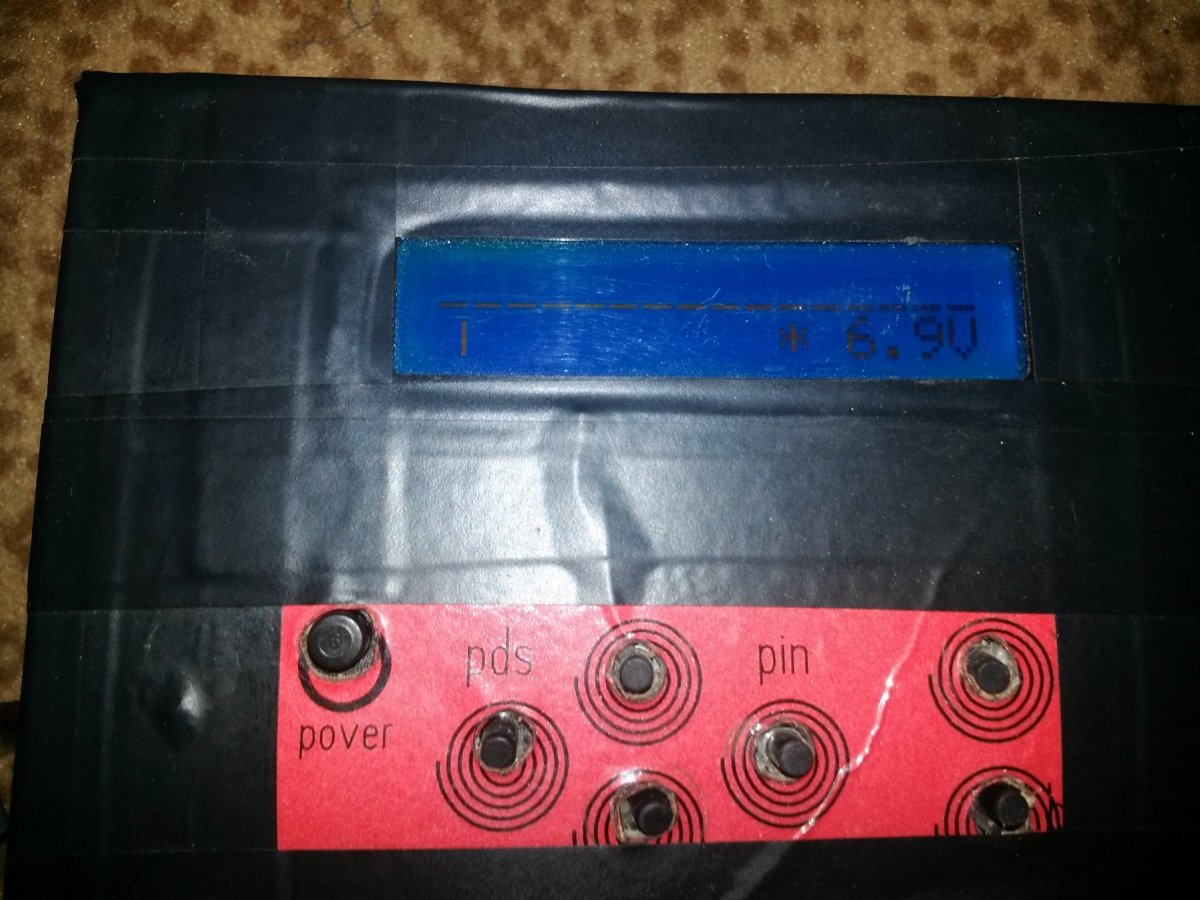 ----------------
T * 6.9V
pds
pin
pover